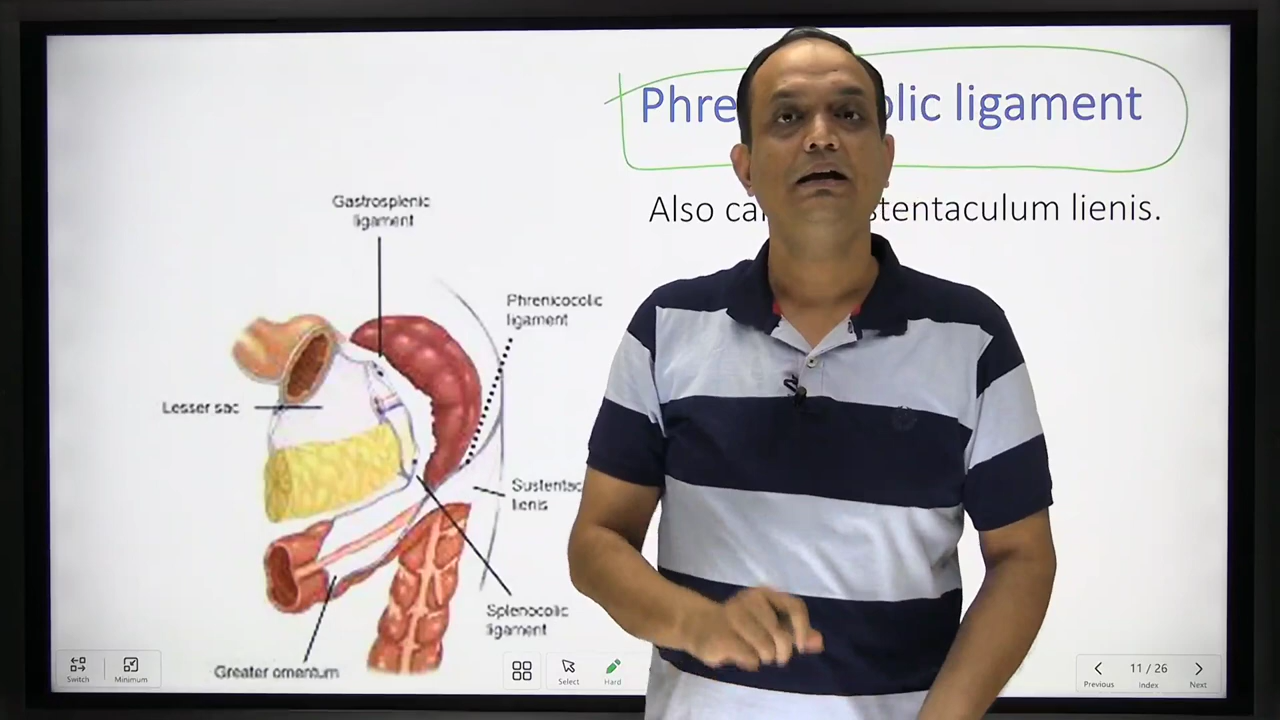 Phre olic ligament
Also ca stentaculum lienis.
Gastrosplenic
ligament
Phrenicocolic
ligament
Lesser sac
Sustentac
lienis
Splenocolic
ligament
Greater omentum
Switch
Minimum
Select
Hard
11 / 26
Previous
Index
Next